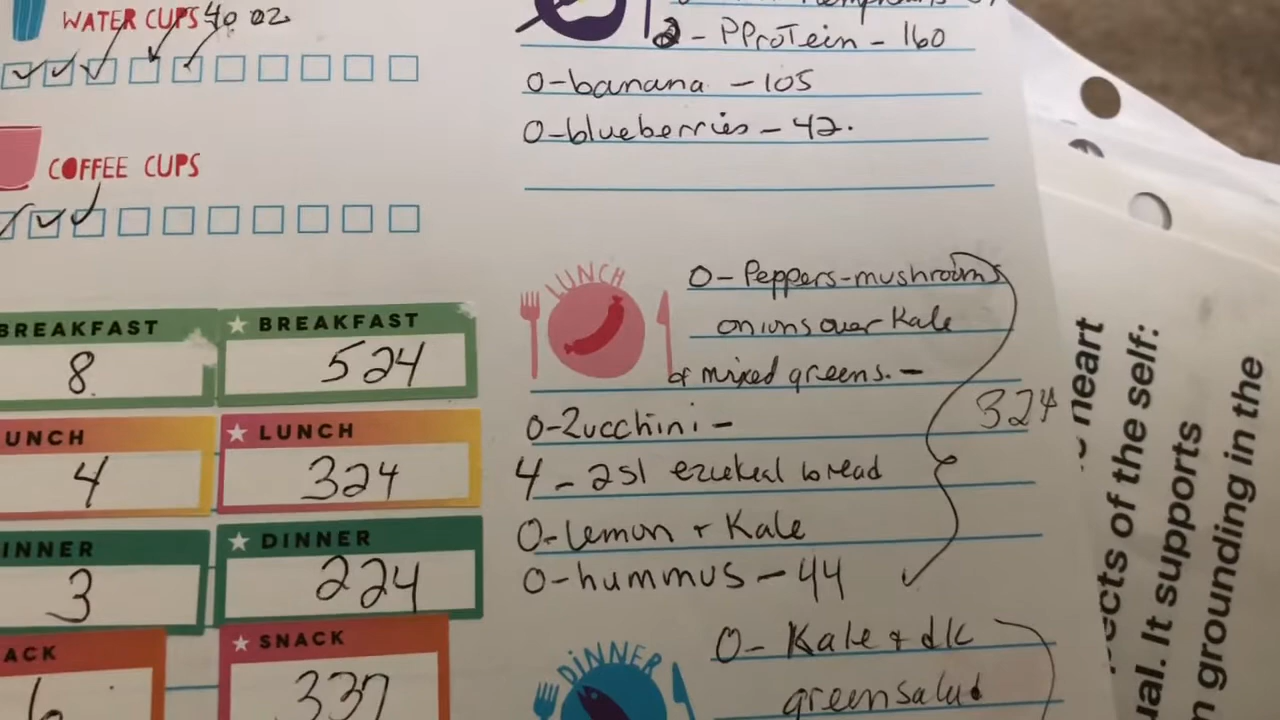 WATER CUPS 40 oz
COFFEE CUPS
BREAKFAST
8.
BREAKFAST
524
UNCH
4
LUNCH
324
INNER
3
DINNER
224
ACK
SNACK
337
2 - PProTein - 160
0-banana - 105
0-blueberries - 42.
LUNCH
0- Peppers-mushrooms
onions over Kale
mixed greens. -
324
0-Zucchini -
4 - 2sl ezuekeal bread
0-lemon + Kale
0-hummus - 44
DINNER
0- Kale + dk
green salad
neart
ects of the self:
ual. It supports
n grounding in the